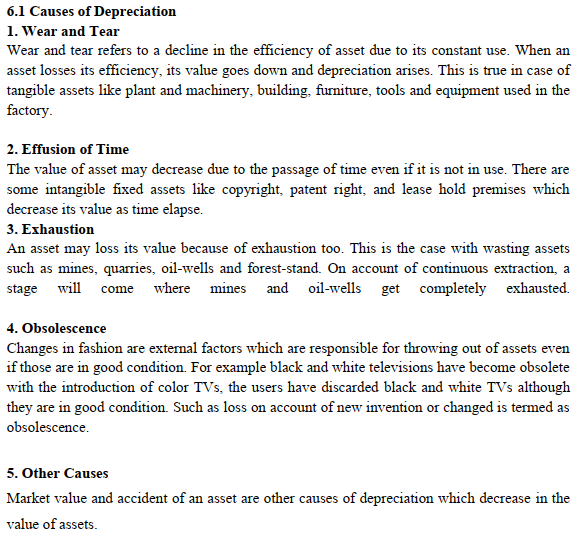 6.1 Causes of Depreciation
1. Wear and Tear
Wear and tear refers to a decline in the efficiency of asset due to its constant use. When an
asset losses its efficiency, its value goes down and depreciation arises. This is true in case of
tangible assets like plant and machinery, building, furniture, tools and equipment used in the
factory.
2. Effusion of Time
The value of asset may decrease due to the passage of time even if it is not in use. There are
some intangible fixed assets like copyright, patent right, and lease hold premises which
decrease its value as time elapse.
3. Exhaustion
An asset may loss its value because of exhaustion too. This is the case with wasting assets
such as mines, quarries, oil-wells and forest-stand. On account of continuous extraction, a
stage will come where mines and oil-wells get completely exhausted.
4. Obsolescence
Changes in fashion are external factors which are responsible for throwing out of assets even
if those are in good condition. For example black and white televisions have become obsolete
with the introduction of color TVs, the users have discarded black and white TVs although
they are in good condition. Such as loss on account of new invention or changed is termed as
obsolescence.
5. Other Causes
Market value and accident of an asset are other causes of depreciation which decrease in the
value of assets.